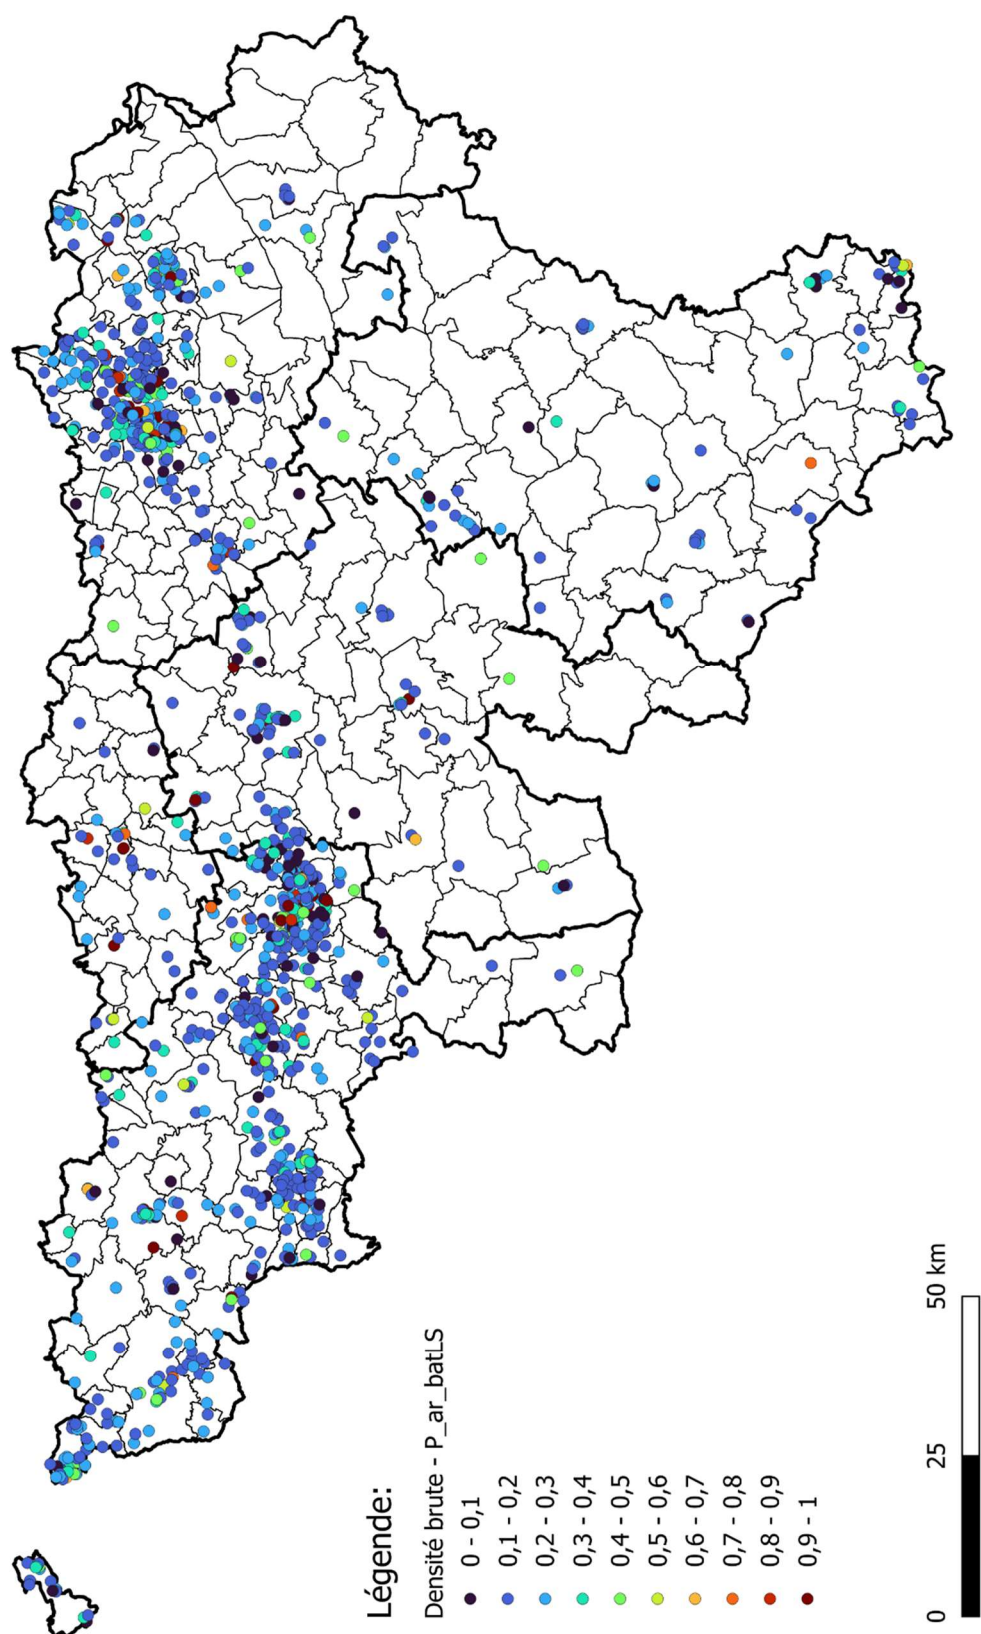 Légende:
Densité brute - P_ar_batLS
0 - 0,1
0,1 - 0,2
0,2 - 0,3
0,3 - 0,4
0,4 - 0,5
0,5 - 0,6
0,6 - 0,7
0,7 - 0,8
0,8 - 0,9
0,9 - 1
0 25 50 km